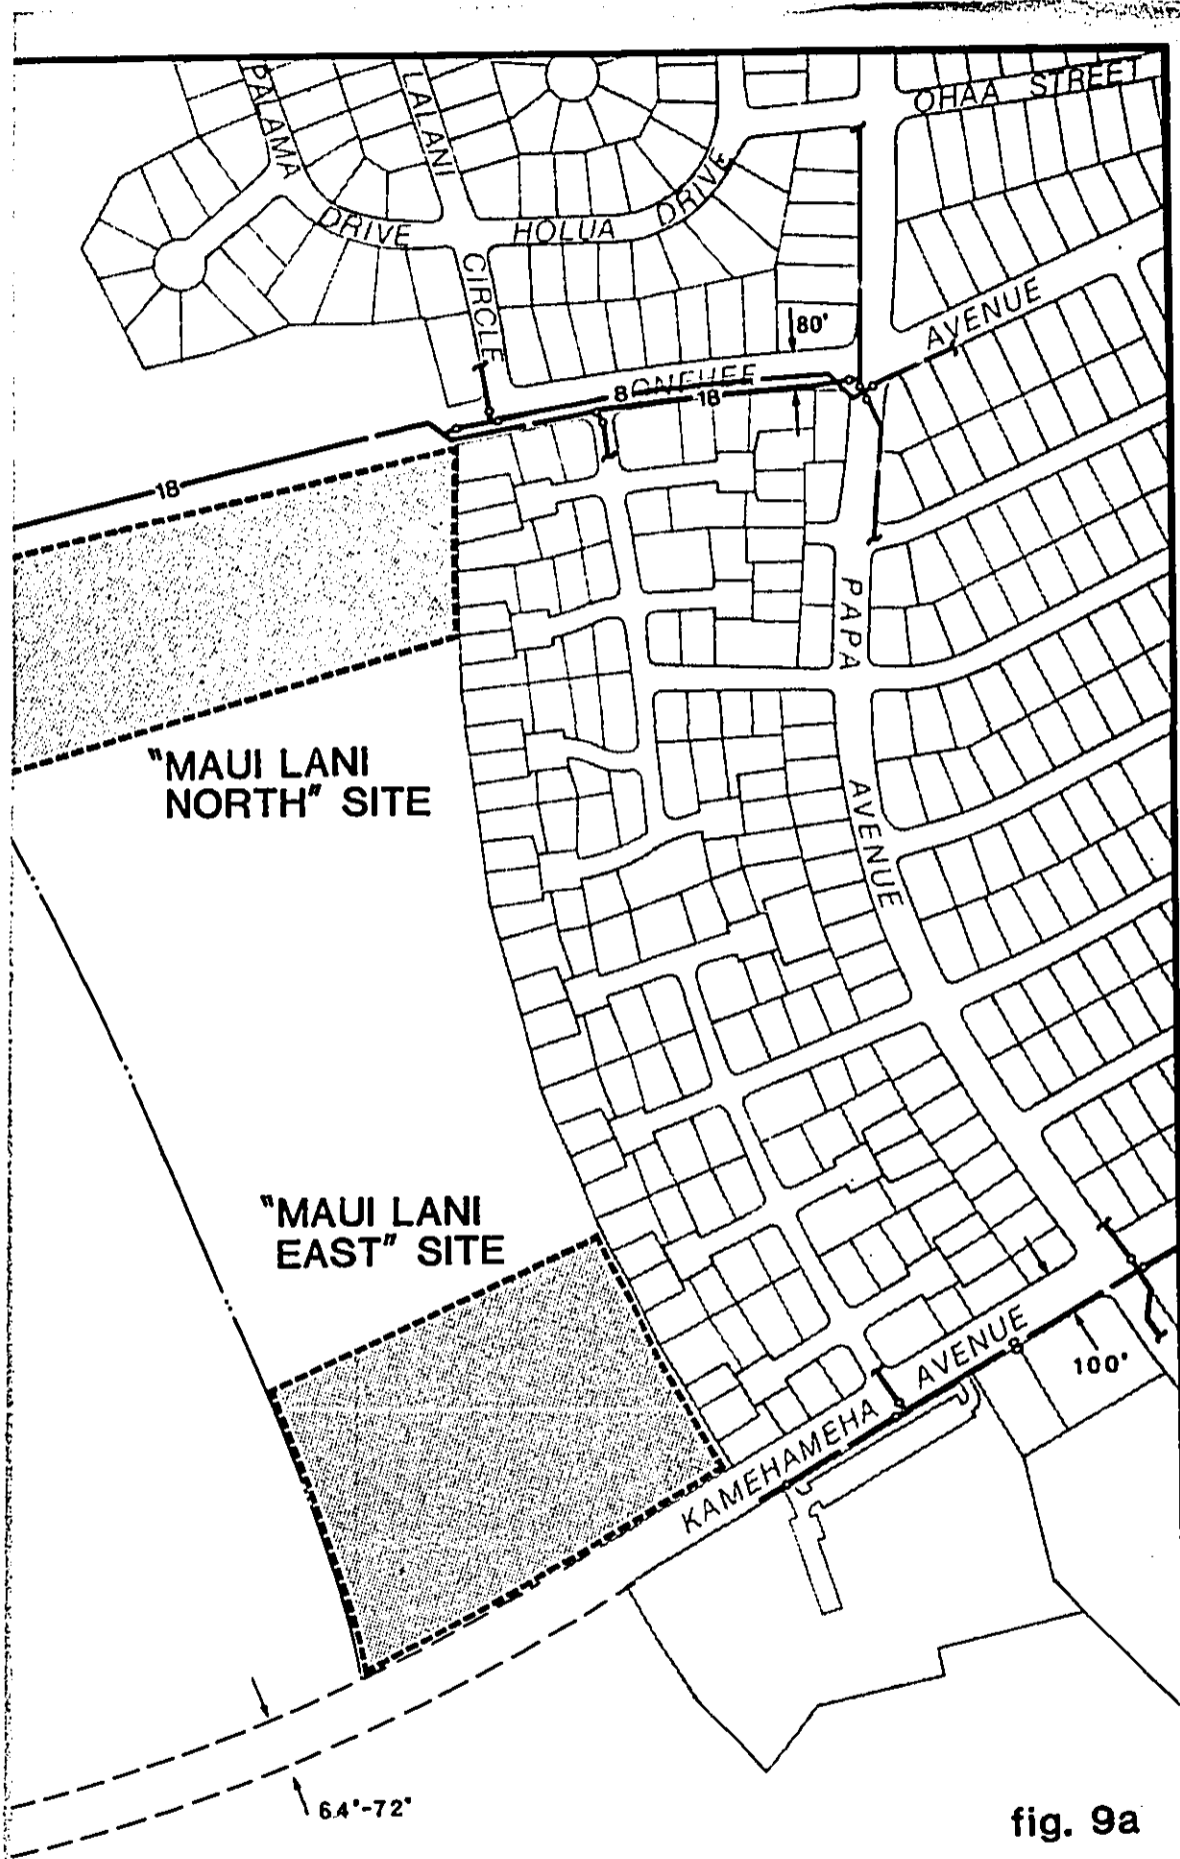 PALAMA
LALANI
OHAA STREET
DRIVE
HOLUA
DRIVE
CIRCLE
AVENUE
80'
8
ONEHEE
18
18
PAPA
"MAUI LANI
NORTH" SITE
AVENUE
"MAUI LANI
EAST" SITE
KAMEHAMEHA
AVENUE
8
100'
64'-72'
fig. 9a